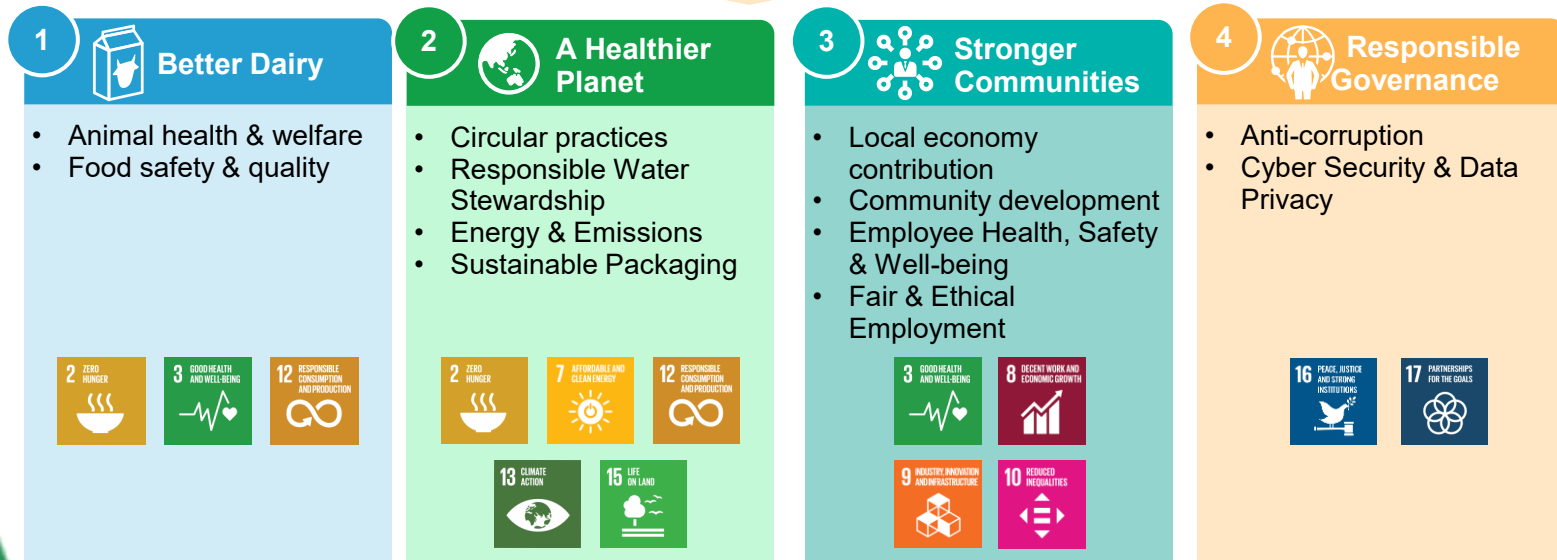 1
Better Dairy
• Animal health & welfare
• Food safety & quality
2 ZERO
HUNGER
3 GOOD HEALTH
AND WELL-BEING
12 RESPONSIBLE
CONSUMPTION
AND PRODUCTION
2
A Healthier
Planet
• Circular practices
• Responsible Water
Stewardship
• Energy & Emissions
• Sustainable Packaging
2 ZERO
HUNGER
7 AFFORDABLE AND
CLEAN ENERGY
12 RESPONSIBLE
CONSUMPTION
AND PRODUCTION
13 CLIMATE
ACTION
15 LIFE
ON LAND
3
Stronger
Communities
• Local economy
contribution
• Community development
• Employee Health, Safety
& Well-being
• Fair & Ethical
Employment
3 GOOD HEALTH
AND WELL-BEING
8 DECENT WORK AND
ECONOMIC GROWTH
9 INDUSTRY, INNOVATION
AND INFRASTRUCTURE
10 REDUCED
INEQUALITIES
4
Responsible
Governance
• Anti-corruption
• Cyber Security & Data
Privacy
16 PEACE, JUSTICE
AND STRONG
INSTITUTIONS
17 PARTNERSHIPS
FOR THE GOALS